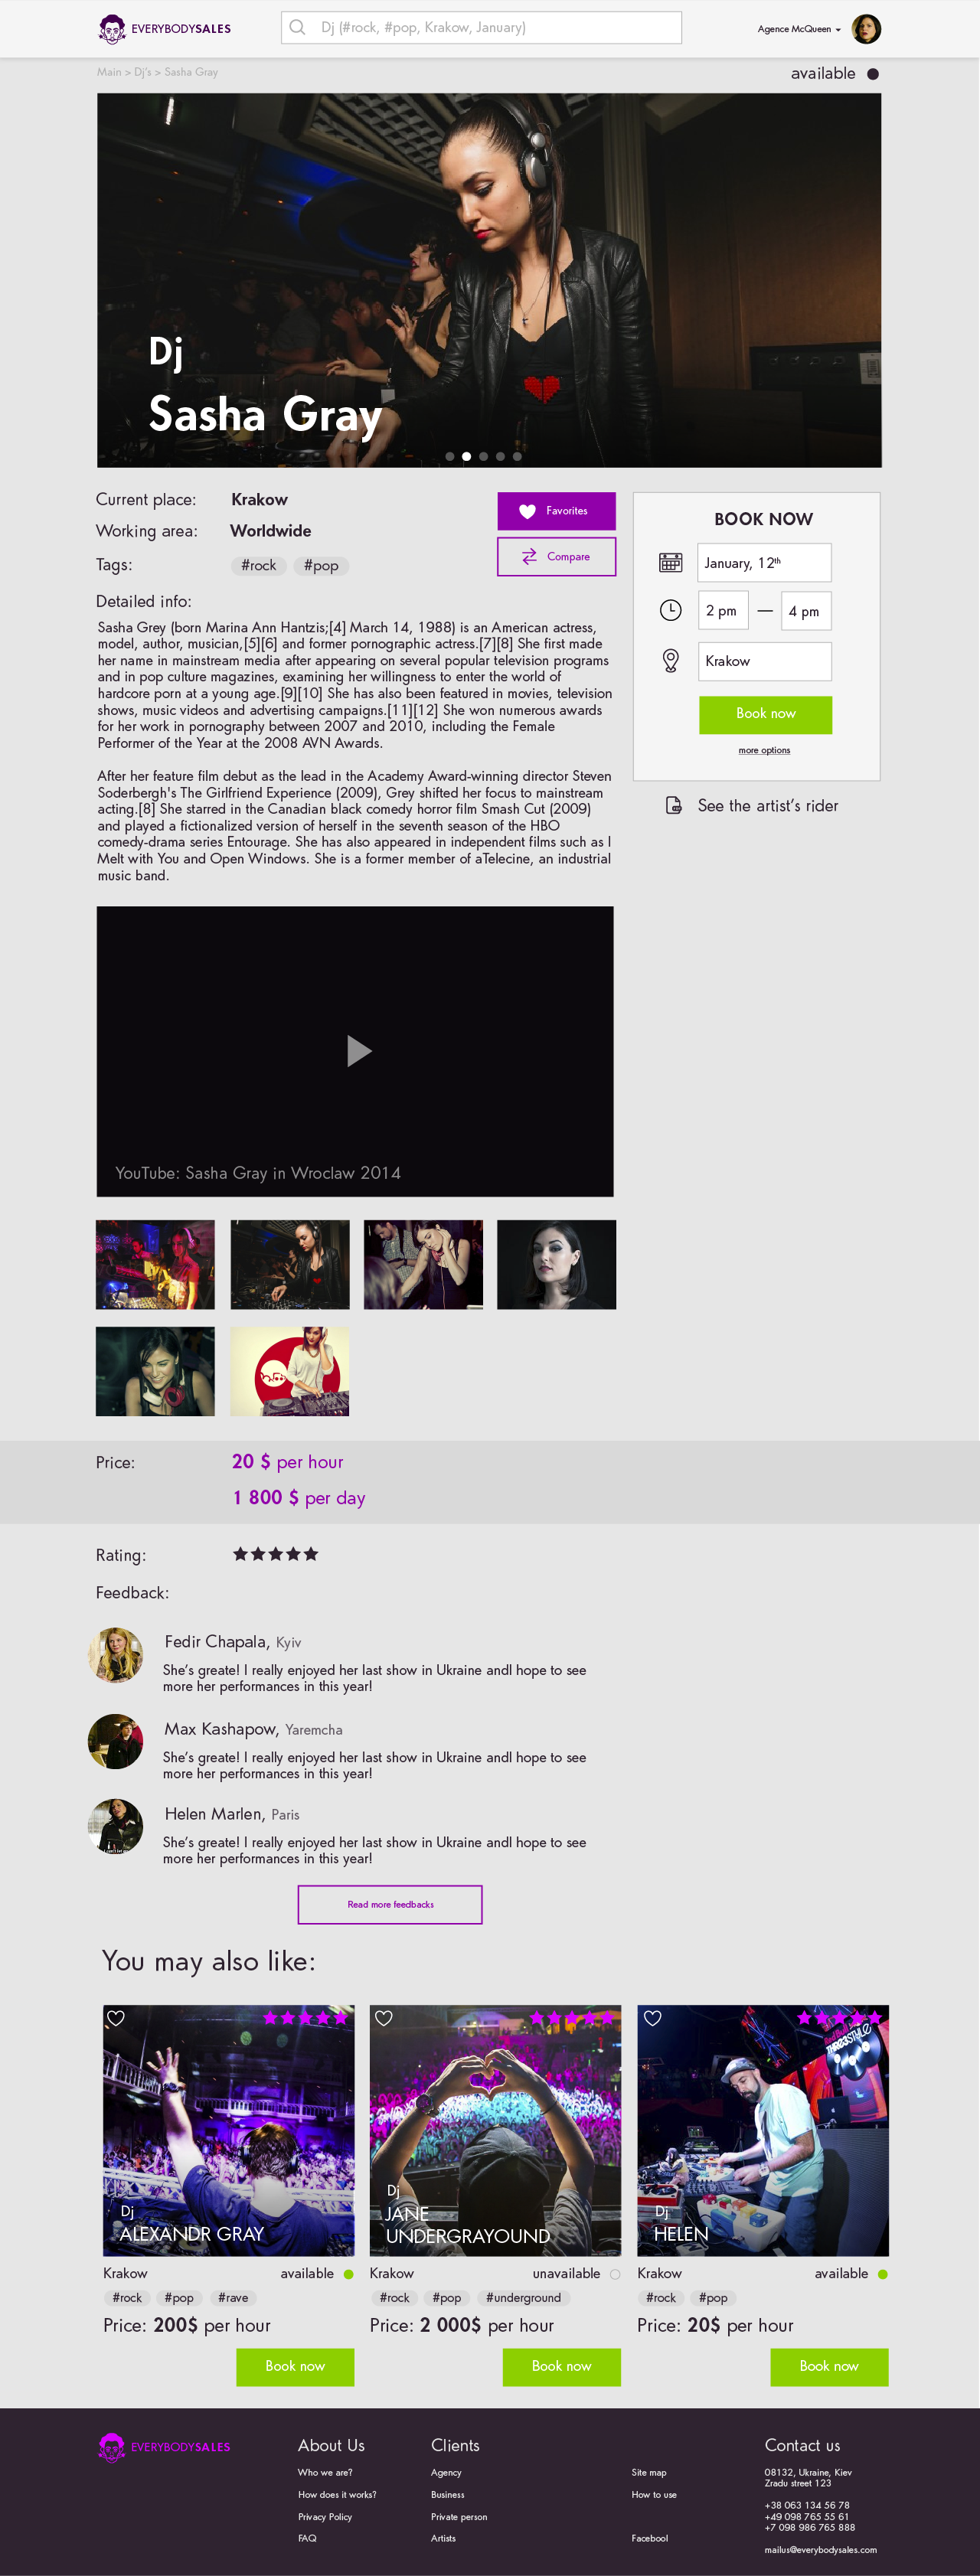 EVERYBODYSALES
Dj (#rock, #pop, Krakow, January)
Agence McQueen
Main > Dj's > Sasha Gray
available
Dj
Sasha Gray
Current place: Krakow
Working area: Worldwide
Tags: #rock #pop
Favorites
Compare
Detailed info:
Sasha Grey (born Marina Ann Hantzis;[4] March 14, 1988) is an American actress,
model, author, musician,[5][6] and former pornographic actress.[7][8] She first made
her name in mainstream media after appearing on several popular television programs
and in pop culture magazines, examining her willingness to enter the world of
hardcore porn at a young age.[9][10] She has also been featured in movies, television
shows, music videos and advertising campaigns.[11][12] She won numerous awards
for her work in pornography between 2007 and 2010, including the Female
Performer of the Year at the 2008 AVN Awards.
After her feature film debut as the lead in the Academy Award-winning director Steven
Soderbergh's The Girlfriend Experience (2009), Grey shifted her focus to mainstream
acting.[8] She starred in the Canadian black comedy horror film Smash Cut (2009)
and played a fictionalized version of herself in the seventh season of the HBO
comedy-drama series Entourage. She has also appeared in independent films such as I
Melt with You and Open Windows. She is a former member of aTelecine, an industrial
music band.
BOOK NOW
January, 12th
2 pm — 4 pm
Krakow
Book now
more options
See the artist's rider
YouTube: Sasha Gray in Wroclaw 2014
Price: 20 $ per hour
1 800 $ per day
Rating:
Feedback:
Fedir Chapala, Kyiv
She's greate! I really enjoyed her last show in Ukraine andI hope to see
more her performances in this year!
Max Kashapow, Yaremcha
She's greate! I really enjoyed her last show in Ukraine andI hope to see
more her performances in this year!
Helen Marlen, Paris
She's greate! I really enjoyed her last show in Ukraine andI hope to see
more her performances in this year!
Read more feedbacks
You may also like:
Dj
ALEXANDR GRAY
Krakow available
#rock #pop #rave
Price: 200$ per hour
Book now
Dj
JANE
UNDERGRAYOUND
Krakow unavailable
#rock #pop #underground
Price: 2 000$ per hour
Book now
THRE3STYLE
Dj
HELEN
Krakow available
#rock #pop
Price: 20$ per hour
Book now
EVERYBODYSALES
About Us
Who we are?
How does it works?
Privacy Policy
FAQ
Clients
Agency
Business
Private person
Artists
Site map
How to use
Facebool
Contact us
08132, Ukraine, Kiev
Zradu street 123
+38 063 134 56 78
+49 098 765 55 61
+7 098 986 765 888
mailus@everybodysales.com